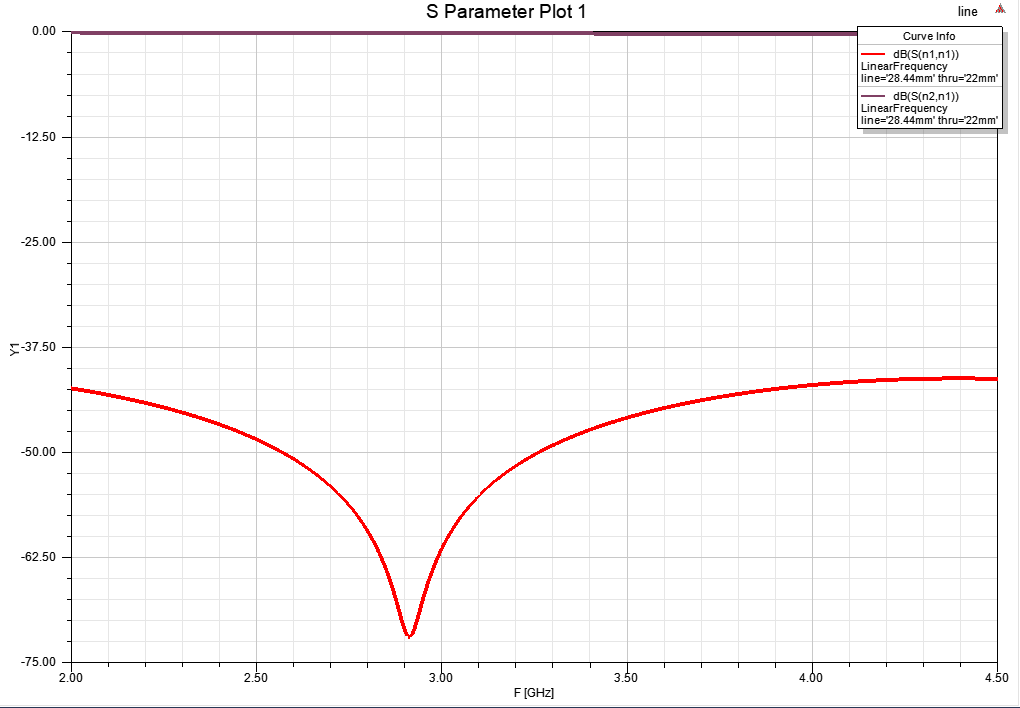 S Parameter Plot 1
line
Curve Info
dB(S(n1,n1))
LinearFrequency
line='28.44mm' thru='22mm'
dB(S(n2,n1))
LinearFrequency
line='28.44mm' thru='22mm'
0.00
-12.50
-25.00
-37.50
-50.00
-62.50
-75.00
Y1
2.00 2.50 3.00 3.50 4.00 4.50
F [GHz]